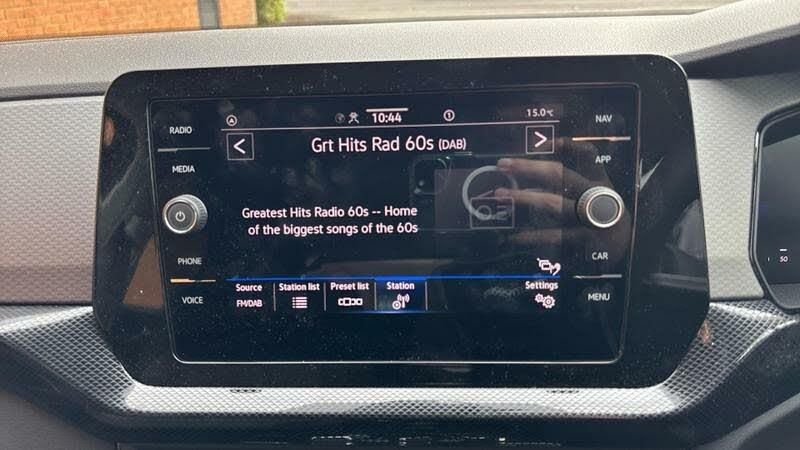 RADIO
MEDIA
PHONE
VOICE
10:44
15.0°C
Grt Hits Rad 60s (DAB)
<
>
Greatest Hits Radio 60s -- Home
of the biggest songs of the 60s
Source
FM/DAB
Station list
Preset list
Station
Settings
NAV
APP
CAR
MENU
50